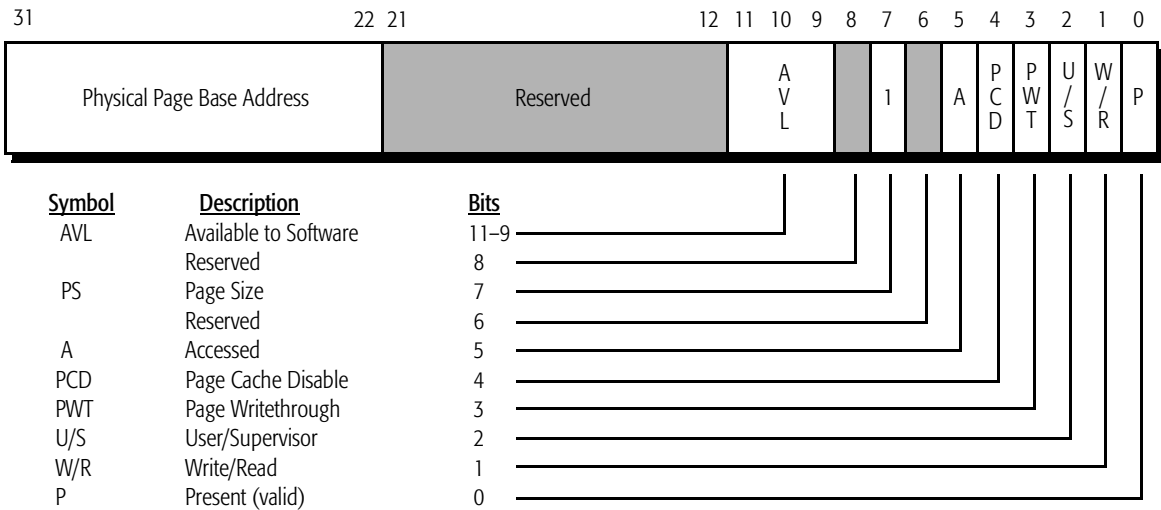 31 22 21 12 11 10 9 8 7 6 5 4 3 2 1 0
Physical Page Base Address Reserved AVL 1 A PCD PWT U/S W/R P
Symbol Description Bits
AVL Available to Software 11–9
Reserved 8
PS Page Size 7
Reserved 6
A Accessed 5
PCD Page Cache Disable 4
PWT Page Writethrough 3
U/S User/Supervisor 2
W/R Write/Read 1
P Present (valid) 0